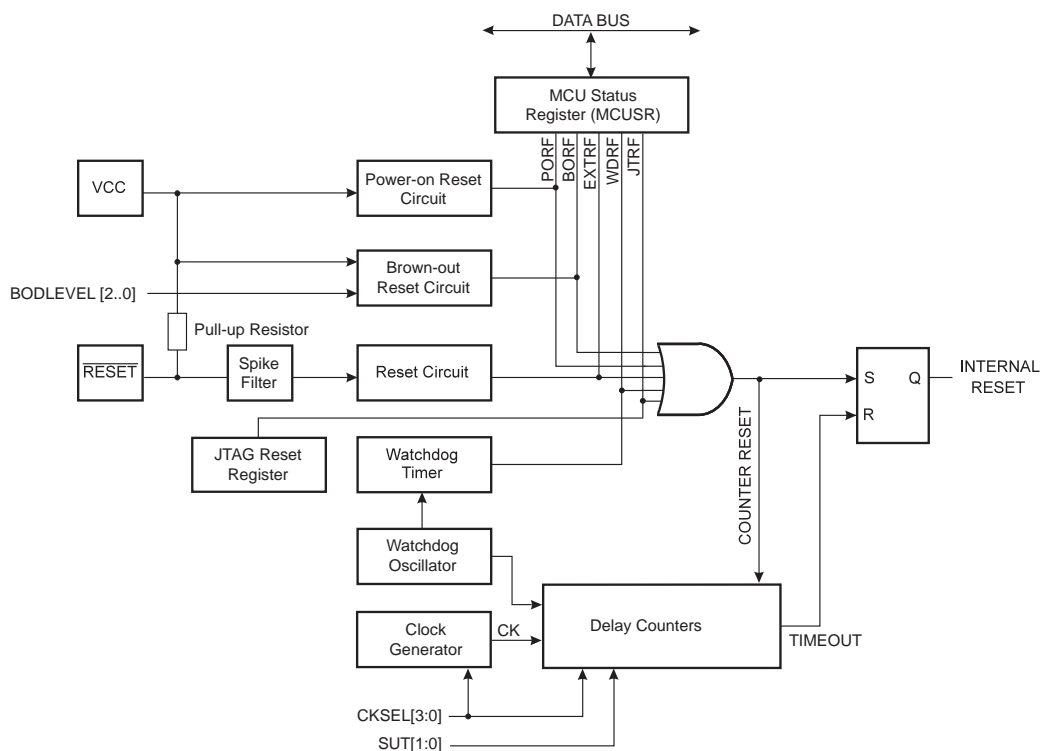 DATA BUS
MCU Status
Register (MCUSR)
PORF
BORF
EXTRF
WDRF
JTRF
VCC
Power-on Reset
Circuit
Brown-out
Reset Circuit
BODLEVEL [2..0]
Pull-up Resistor
RESET
Spike
Filter
Reset Circuit
S
Q
INTERNAL
RESET
R
JTAG Reset
Register
Watchdog
Timer
COUNTER RESET
Watchdog
Oscillator
Clock
Generator
CK
Delay Counters
TIMEOUT
CKSEL[3:0]
SUT[1:0]